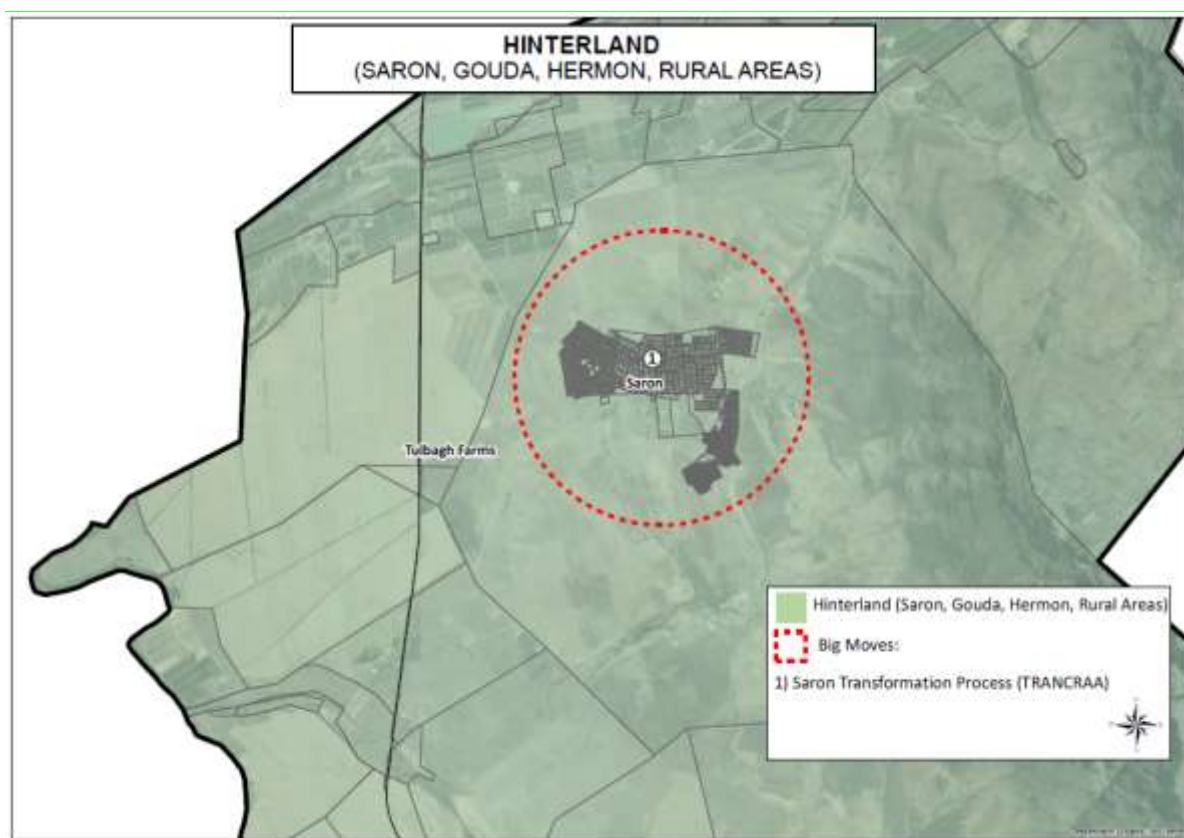 HINTERLAND
(SARON, GOUDA, HERMON, RURAL AREAS)
1
Saron
Tulbagh Farms
Hinterland (Saron, Gouda, Hermon, Rural Areas)
Big Moves:
1) Saron Transformation Process (TRANCRAA)